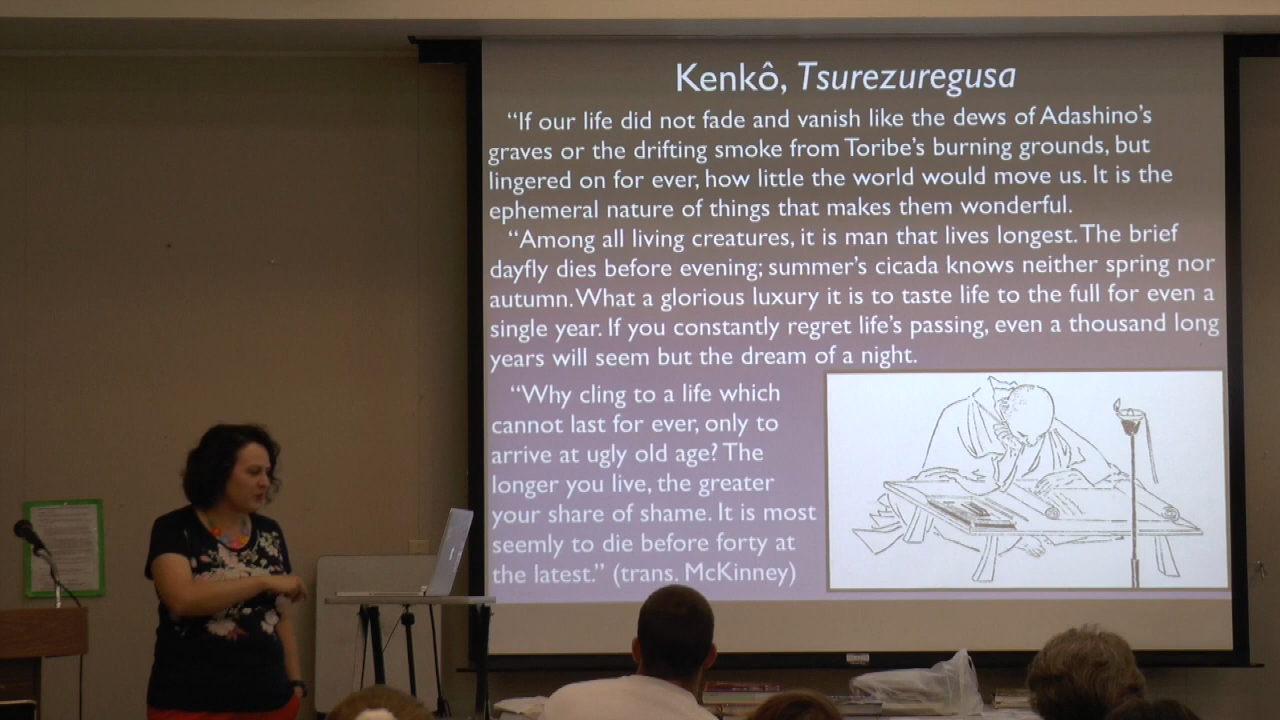 Kenkô, Tsurezuregusa
“If our life did not fade and vanish like the dews of Adashino’s
graves or the drifting smoke from Toribe’s burning grounds, but
lingered on for ever, how little the world would move us. It is the
ephemeral nature of things that makes them wonderful.
“Among all living creatures, it is man that lives longest. The brief
dayfly dies before evening; summer’s cicada knows neither spring nor
autumn. What a glorious luxury it is to taste life to the full for even a
single year. If you constantly regret life’s passing, even a thousand long
years will seem but the dream of a night.
“Why cling to a life which
cannot last for ever, only to
arrive at ugly old age? The
longer you live, the greater
your share of shame. It is most
seemly to die before forty at
the latest.” (trans. McKinney)